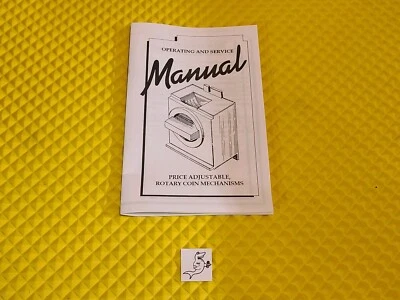 OPERATING AND SERVICE
Manual
PRICE ADJUSTABLE,
ROTARY COIN MECHANISMS